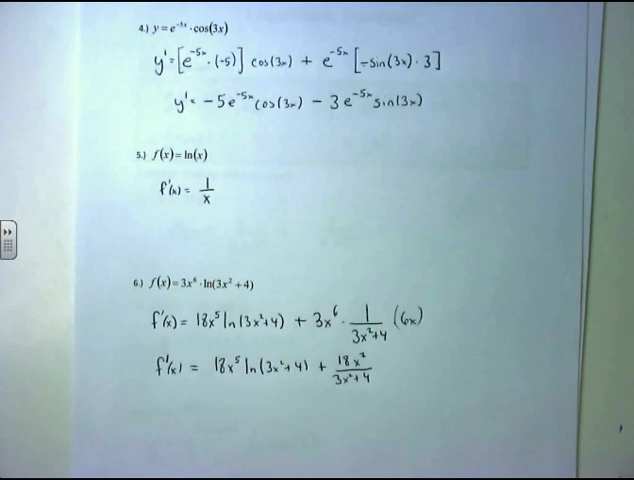 4.) y = e^{-5x} · cos(3x)
y' = [e^{-5x} · (-5)] cos(3x) + e^{-5x} [-sin(3x) · 3]
y' = -5e^{-5x} cos(3x) - 3e^{-5x} sin(3x)
5.) f(x) = ln(x)
f'(x) = 1/x
6.) f(x) = 3x^6 · ln(3x^2 + 4)
f'(x) = 18x^5 ln(3x^2+4) + 3x^6 · 1/(3x^2+4) (6x)
f'(x) = 18x^5 ln(3x^2+4) + 18x^7/(3x^2+4)